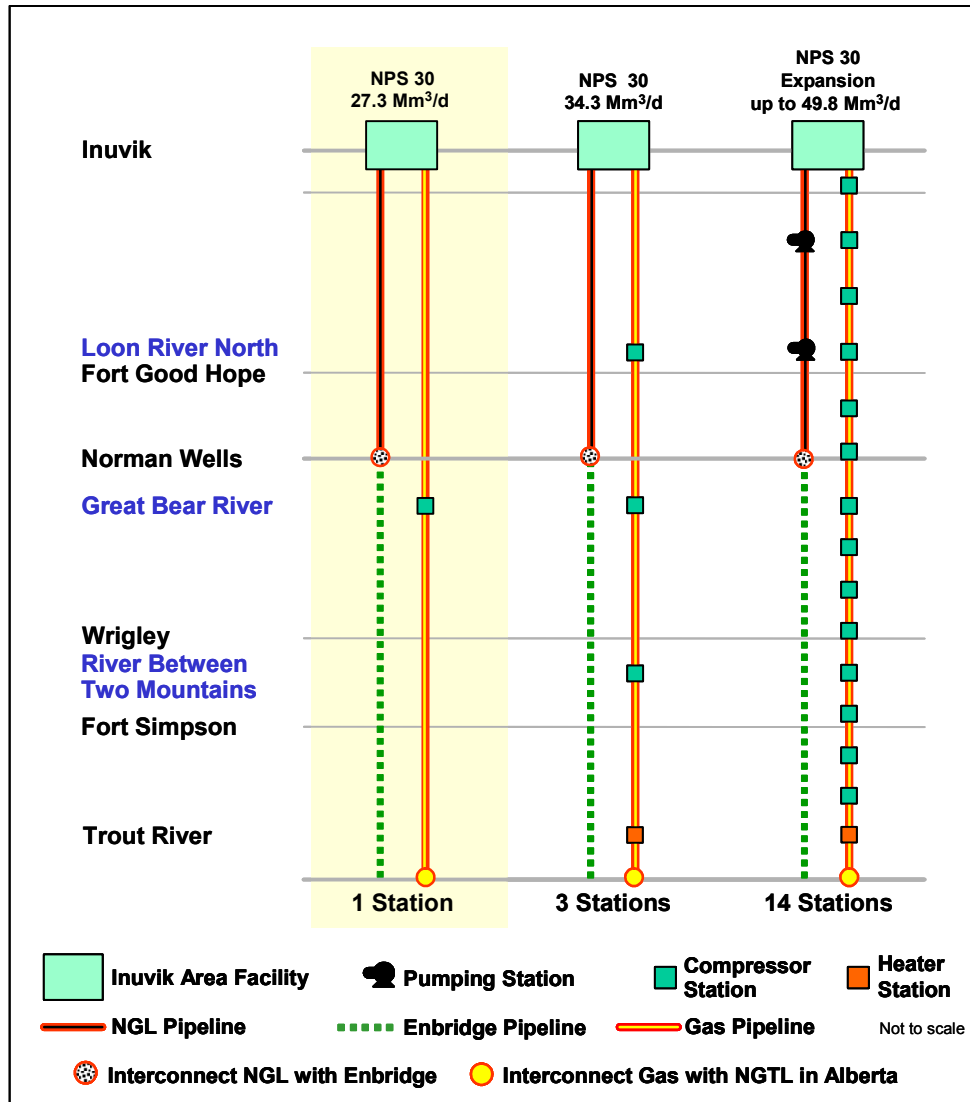 NPS 30
27.3 Mm³/d
NPS 30
34.3 Mm³/d
NPS 30
Expansion
up to 49.8 Mm³/d
Inuvik
Loon River North
Fort Good Hope
Norman Wells
Great Bear River
Wrigley
River Between
Two Mountains
Fort Simpson
Trout River
1 Station
3 Stations
14 Stations
Inuvik Area Facility
Pumping Station
Compressor
Station
Heater
Station
NGL Pipeline
Enbridge Pipeline
Gas Pipeline
Not to scale
Interconnect NGL with Enbridge
Interconnect Gas with NGTL in Alberta